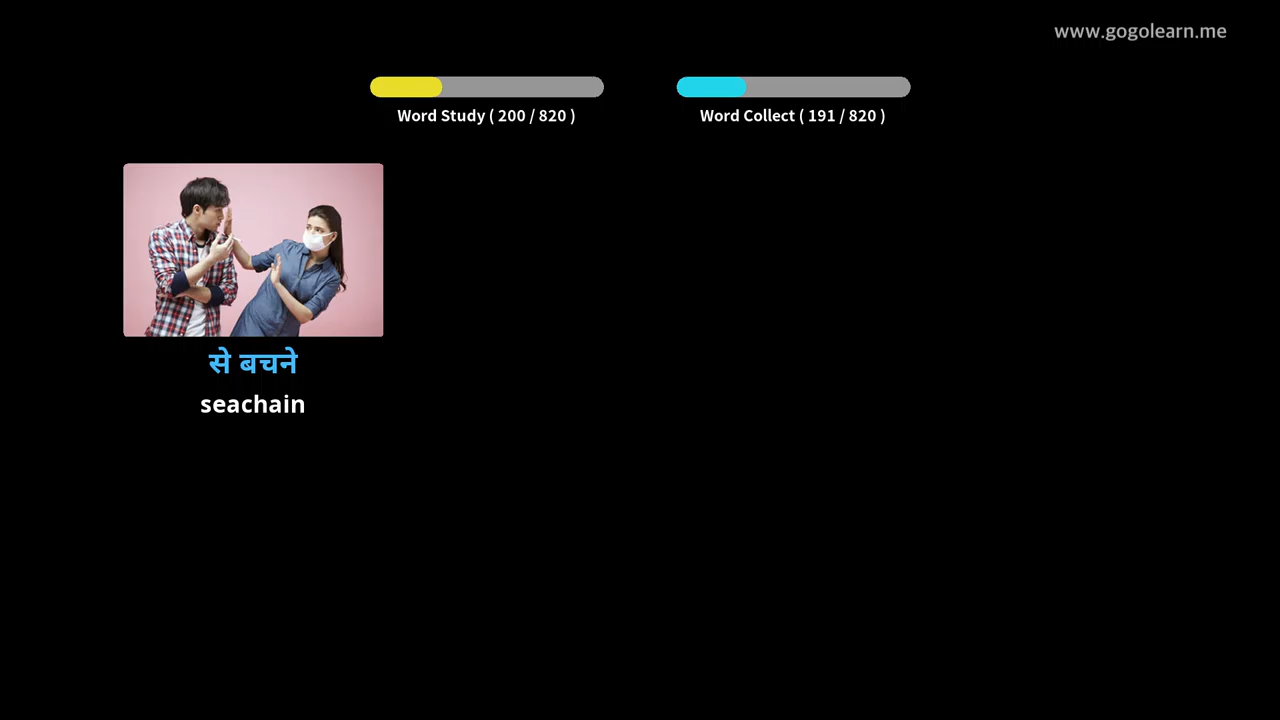 www.gogolearn.me
Word Study ( 200 / 820 )
Word Collect ( 191 / 820 )
से बचने
seachain